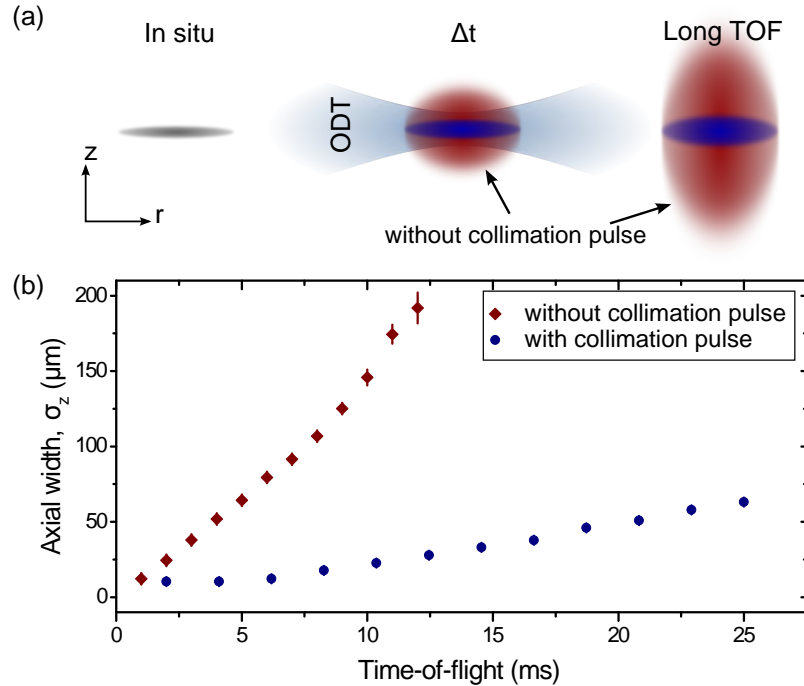 (a)
In situ
Δt
Long TOF
ODT
z
r
without collimation pulse
(b)
200
150
100
50
0
Axial width, σz (μm)
without collimation pulse
with collimation pulse
0 5 10 15 20 25
Time-of-flight (ms)